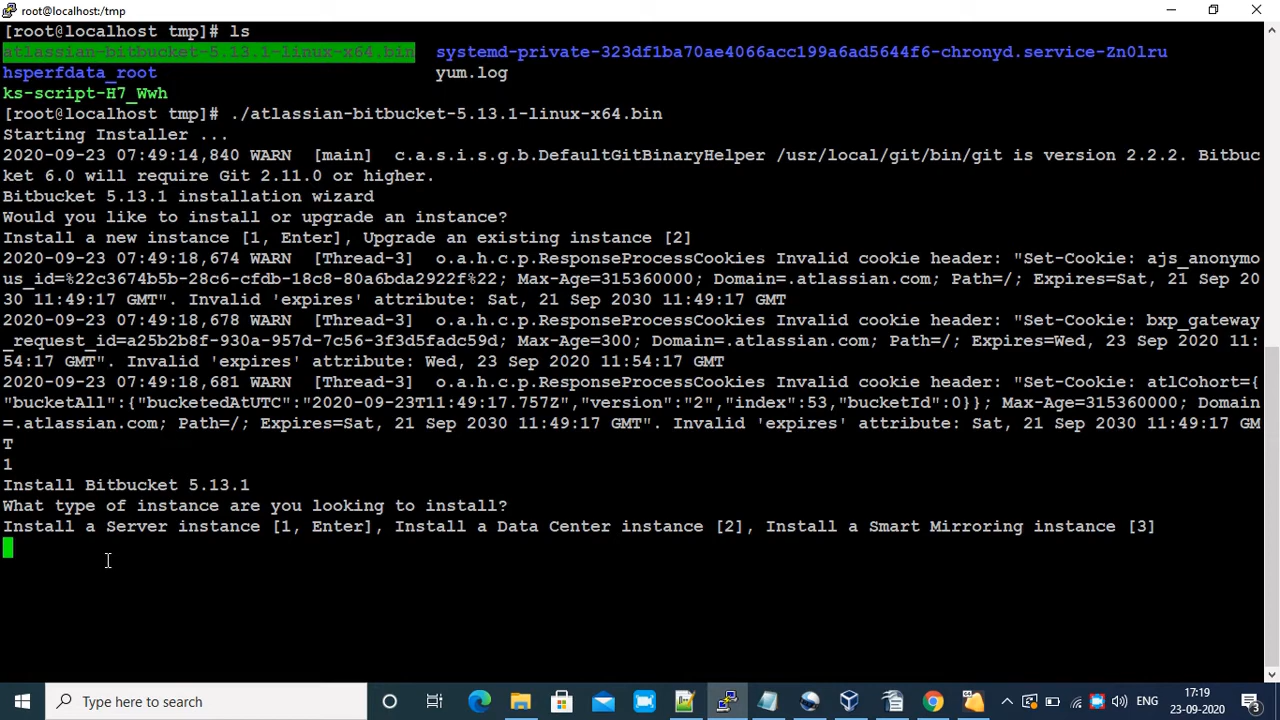 root@localhost:/tmp
[root@localhost tmp]# ls
atlassian-bitbucket-5.13.1-linux-x64.bin systemd-private-323df1ba70ae4066acc199a6ad5644f6-chronyd.service-Zn0lru
hsperfdata_root yum.log
ks-script-H7_Wwh
[root@localhost tmp]# ./atlassian-bitbucket-5.13.1-linux-x64.bin
Starting Installer ...
2020-09-23 07:49:14,840 WARN [main] c.a.s.i.s.g.b.DefaultGitBinaryHelper /usr/local/git/bin/git is version 2.2.2. Bitbuc
ket 6.0 will require Git 2.11.0 or higher.
Bitbucket 5.13.1 installation wizard
Would you like to install or upgrade an instance?
Install a new instance [1, Enter], Upgrade an existing instance [2]
2020-09-23 07:49:18,674 WARN [Thread-3] o.a.h.c.p.ResponseProcessCookies Invalid cookie header: "Set-Cookie: ajs_anonymo
us_id=%22c3674b5b-28c6-cfdb-18c8-80a6bda2922f%22; Max-Age=315360000; Domain=.atlassian.com; Path=/; Expires=Sat, 21 Sep 20
30 11:49:17 GMT". Invalid 'expires' attribute: Sat, 21 Sep 2030 11:49:17 GMT
2020-09-23 07:49:18,678 WARN [Thread-3] o.a.h.c.p.ResponseProcessCookies Invalid cookie header: "Set-Cookie: bxp_gateway
_request_id=a25b2b8f-930a-957d-7c56-3f3d5fadc59d; Max-Age=300; Domain=.atlassian.com; Path=/; Expires=Wed, 23 Sep 2020 11:
54:17 GMT". Invalid 'expires' attribute: Wed, 23 Sep 2020 11:54:17 GMT
2020-09-23 07:49:18,681 WARN [Thread-3] o.a.h.c.p.ResponseProcessCookies Invalid cookie header: "Set-Cookie: atlCohort={
"bucketAll":{"bucketedAtUTC":"2020-09-23T11:49:17.757Z","version":"2","index":53,"bucketId":0}}; Max-Age=315360000; Domain
=.atlassian.com; Path=/; Expires=Sat, 21 Sep 2030 11:49:17 GMT". Invalid 'expires' attribute: Sat, 21 Sep 2030 11:49:17 GM
T
1
Install Bitbucket 5.13.1
What type of instance are you looking to install?
Install a Server instance [1, Enter], Install a Data Center instance [2], Install a Smart Mirroring instance [3]
Type here to search
ENG
17:19
23-09-2020
3